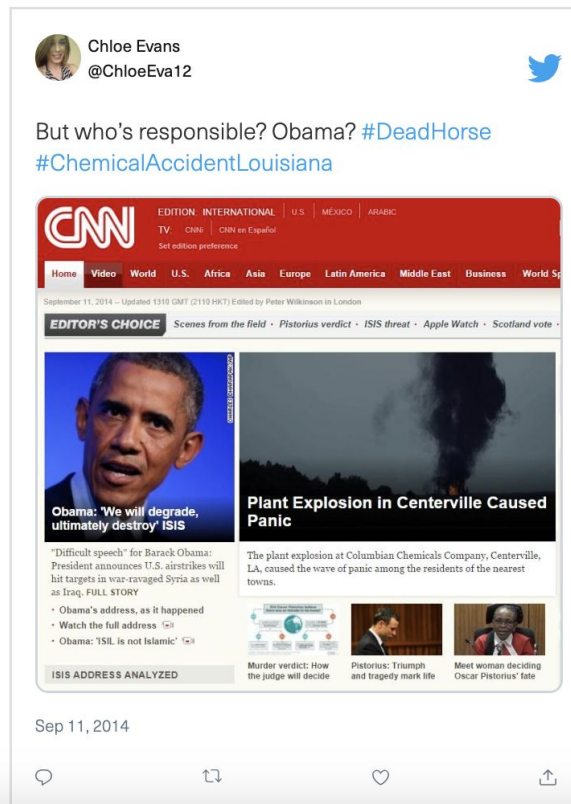 Chloe Evans
@ChloeEva12
But who's responsible? Obama? #DeadHorse
#ChemicalAccidentLouisiana
CNN
EDITION: INTERNATIONAL U.S. MÉXICO ARABIC
TV: CNNi CNN en Español
Set edition preference
Home Video World U.S. Africa Asia Europe Latin America Middle East Business World Sp
September 11, 2014 -- Updated 1310 GMT (2110 HKT) Edited by Peter Wilkinson in London
EDITOR'S CHOICE Scenes from the field · Pistorius verdict · ISIS threat · Apple Watch · Scotland vote ·
Obama: 'We will degrade,
ultimately destroy' ISIS
"Difficult speech" for Barack Obama:
President announces U.S. airstrikes will
hit targets in war-ravaged Syria as well
as Iraq. FULL STORY
· Obama's address, as it happened
· Watch the full address
· Obama: 'ISIL is not Islamic'
ISIS ADDRESS ANALYZED
Plant Explosion in Centerville Caused
Panic
The plant explosion at Columbian Chemicals Company, Centerville,
LA, caused the wave of panic among the residents of the nearest
towns.
Murder verdict: How
the judge will decide
Pistorius: Triumph
and tragedy mark life
Meet woman deciding
Oscar Pistorius' fate
Sep 11, 2014